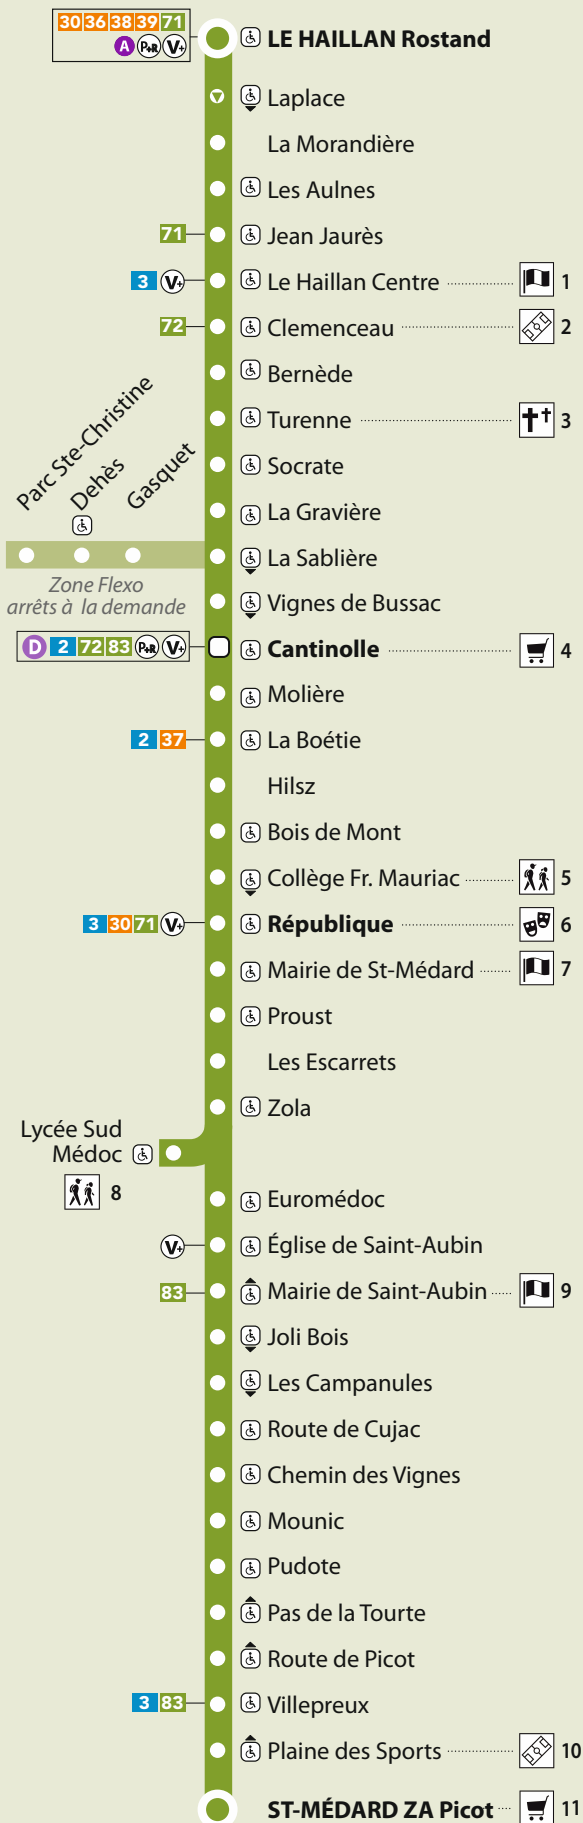 30 36 38 39 71
A P+R V+
LE HAILLAN Rostand
Laplace
La Morandière
Les Aulnes
71 Jean Jaurès
3 V+ Le Haillan Centre 1
72 Clemenceau 2
Bernède
Turenne 3
Socrate
La Gravière
Parc Ste-Christine
Dehès
Gasquet
La Sablière
Zone Flexo
arrêts à la demande
Vignes de Bussac
D 2 72 83 P+R V+ Cantinolle 4
Molière
2 37 La Boétie
Hilsz
Bois de Mont
Collège Fr. Mauriac 5
3 30 71 V+ République 6
Mairie de St-Médard 7
Proust
Les Escarrets
Zola
Lycée Sud
Médoc
8
Euromédoc
V+ Église de Saint-Aubin
83 Mairie de Saint-Aubin 9
Joli Bois
Les Campanules
Route de Cujac
Chemin des Vignes
Mounic
Pudote
Pas de la Tourte
Route de Picot
3 83 Villepreux
Plaine des Sports 10
ST-MÉDARD ZA Picot 11